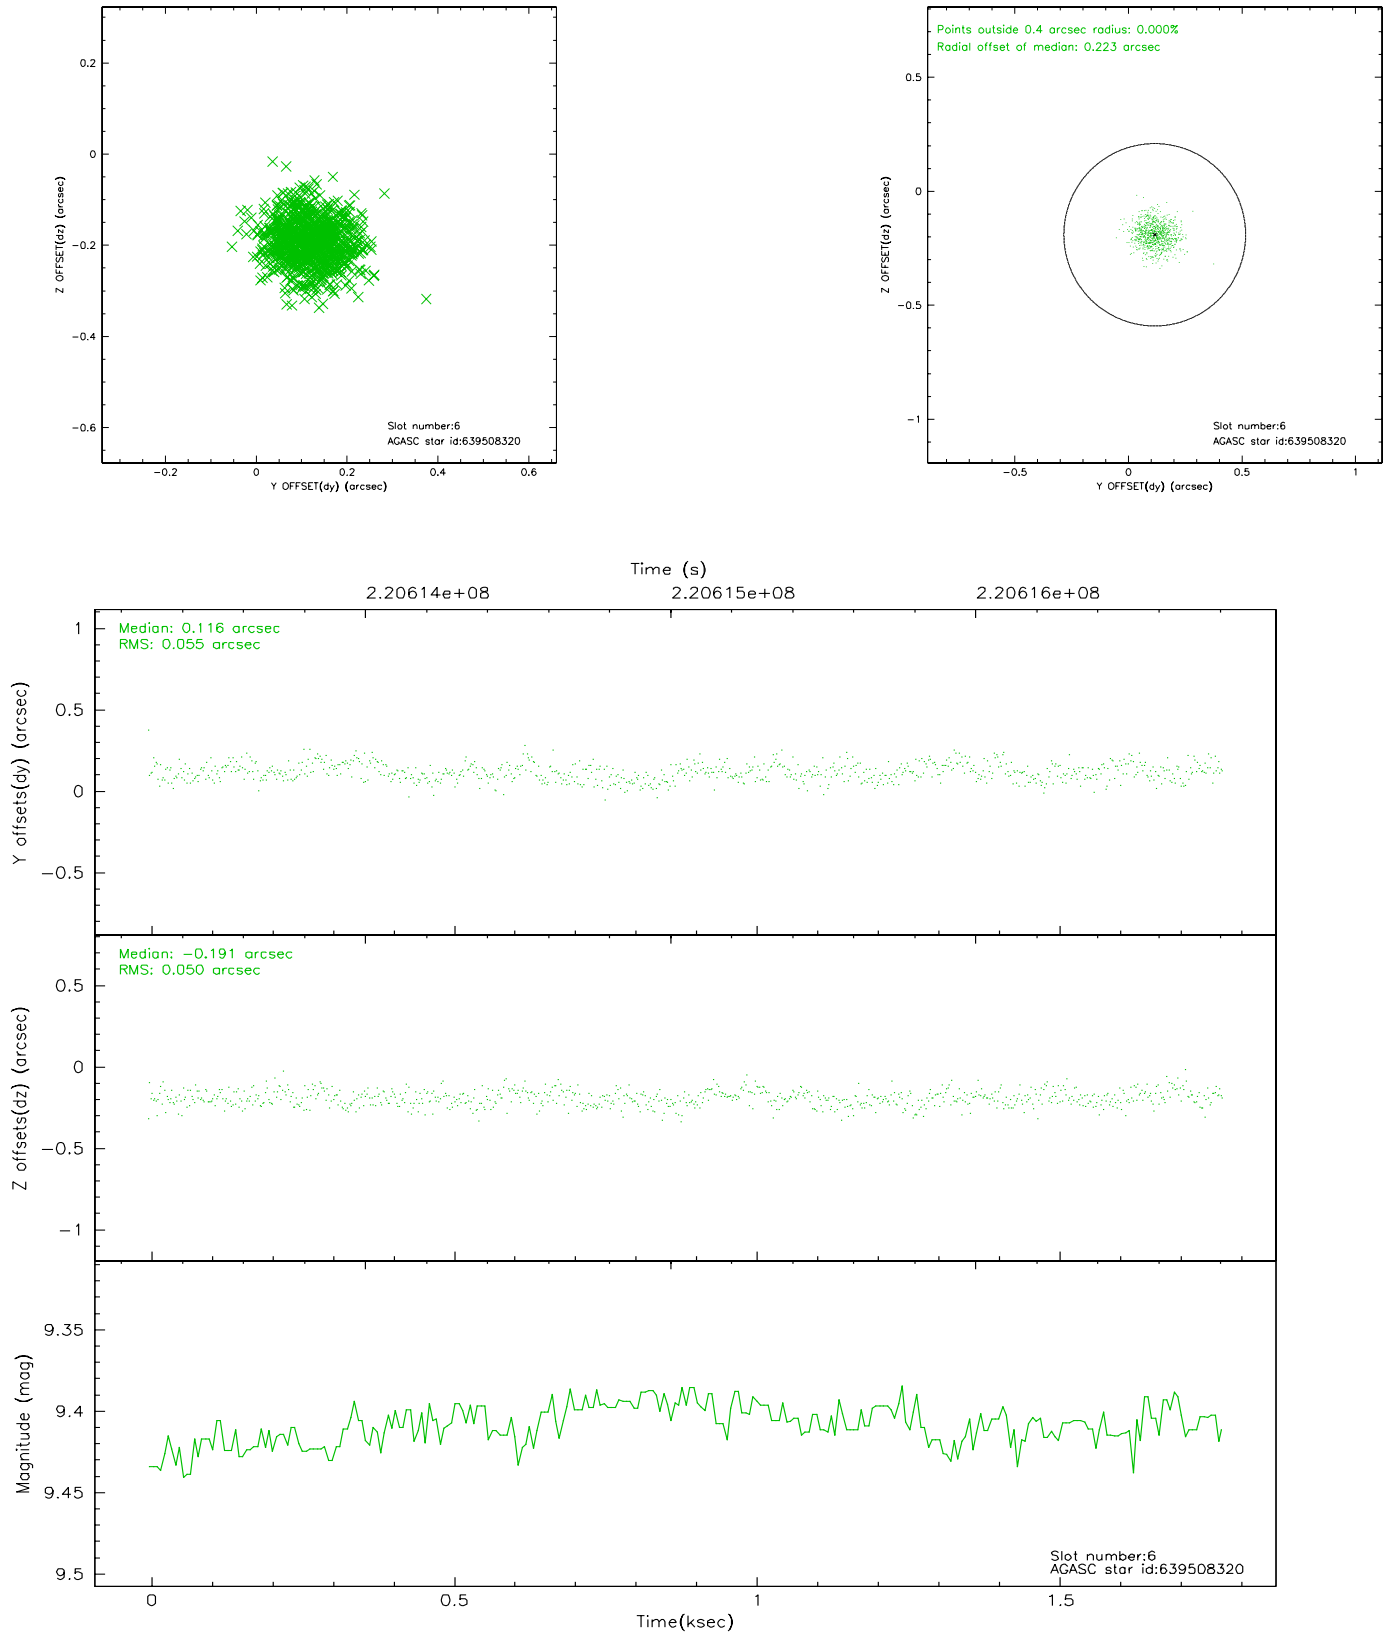 0.2
0
−0.2
−0.4
−0.6
Z OFFSET(dz) (arcsec)
−0.2
0
0.2
0.4
0.6
Y OFFSET(dy) (arcsec)
Slot number:6
AGASC star id:639508320
Points outside 0.4 arcsec radius: 0.000%
Radial offset of median: 0.223 arcsec
0.5
0
−0.5
−1
Z OFFSET(dz) (arcsec)
−0.5
0
0.5
1
Y OFFSET(dy) (arcsec)
Slot number:6
AGASC star id:639508320
Time (s)
2.20614e+08
2.20615e+08
2.20616e+08
Median: 0.116 arcsec
RMS: 0.055 arcsec
1
0.5
0
−0.5
Y offsets(dy) (arcsec)
Median: −0.191 arcsec
RMS: 0.050 arcsec
0.5
0
−0.5
−1
Z offsets(dz) (arcsec)
9.35
9.4
9.45
9.5
Magnitude (mag)
Slot number:6
AGASC star id:639508320
0
0.5
1
1.5
Time(ksec)